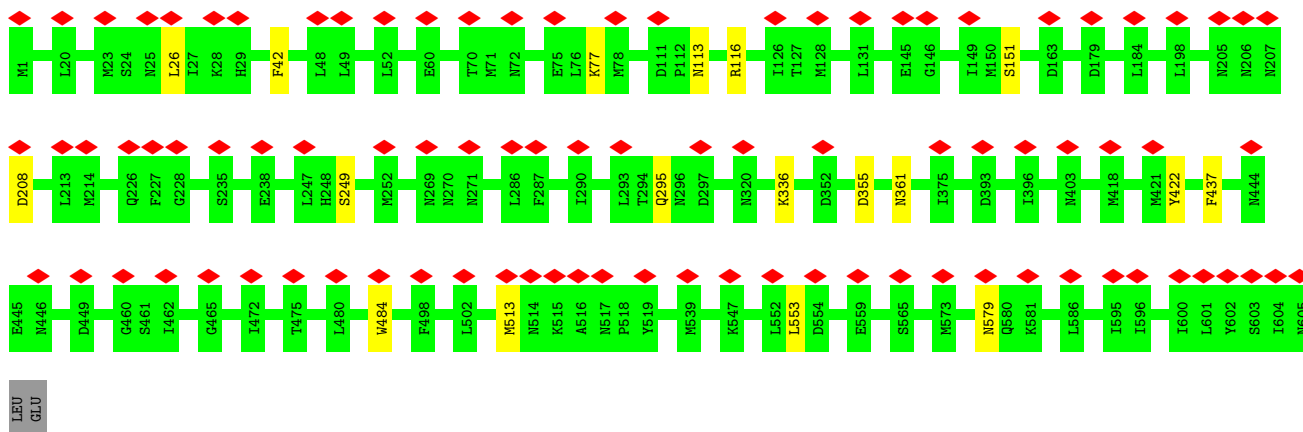 M1 L20 M23 S24 N25 L26 I27 K28 H29 F42 L48 L49 L52 E60 T70 M71 N72 E75 L76 K77 M78 D111 P112 N113 R116 I126 T127 M128 L131 E145 G146 I149 M150 S151 D163 D179 L184 L198 N205 N206 N207
D208 L213 M214 Q226 F227 G228 S235 E238 L247 H248 S249 M252 N269 N270 N271 L286 F287 I290 L293 T294 Q295 N296 D297 N320 K336 D352 D355 N361 I375 D393 I396 N403 M418 M421 Y422 F437 N444
E445 N446 D449 G460 S461 I462 G465 I472 T475 L480 W484 F498 L502 M513 N514 K515 A516 N517 P518 Y519 M539 K547 L552 L553 D554 E559 S565 M573 N579 Q580 K581 L586 I595 I596 I600 L601 Y602 S603 I604 N605
LEU GLU